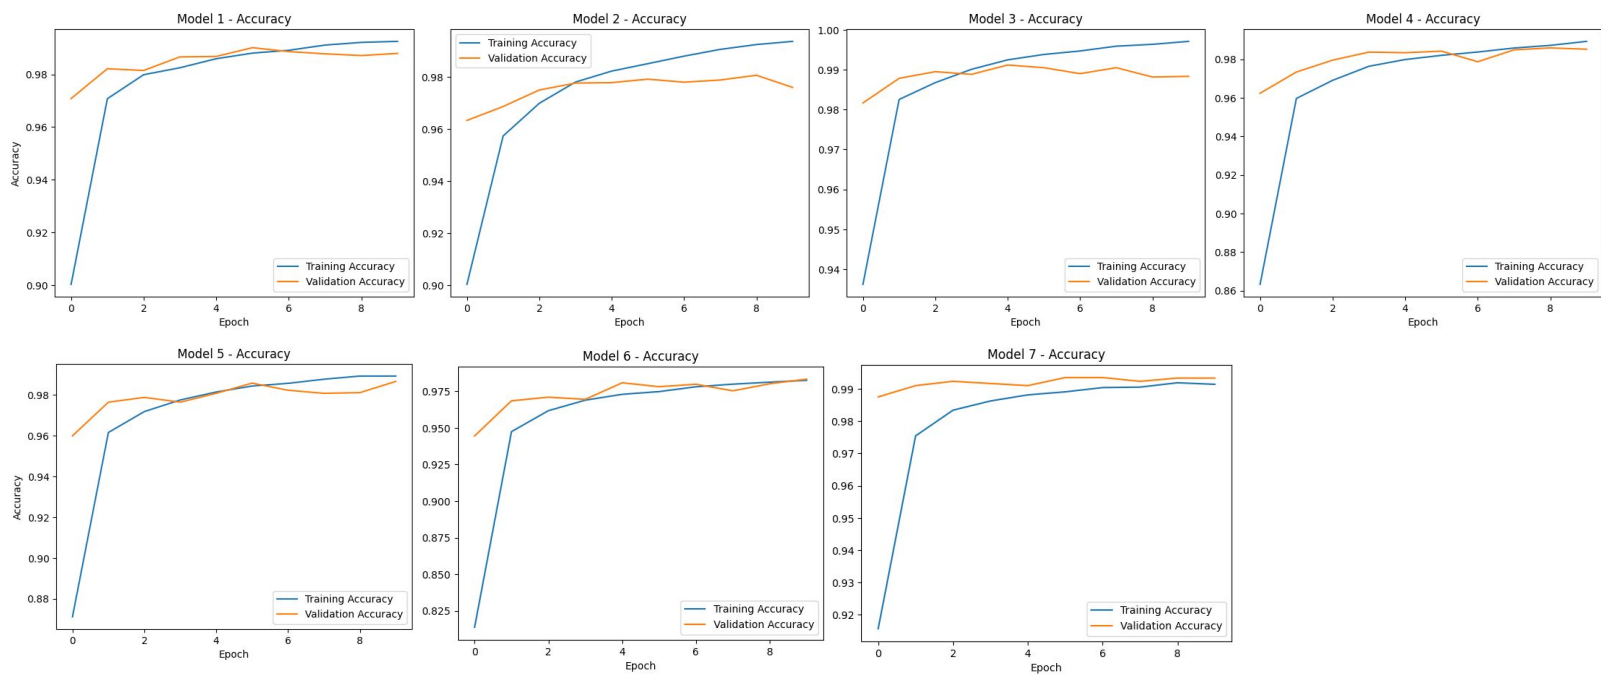 Model 1 - Accuracy
Accuracy
0.98
0.96
0.94
0.92
0.90
Training Accuracy
Validation Accuracy
0 2 4 6 8
Epoch
Model 2 - Accuracy
Training Accuracy
Validation Accuracy
0.98
0.96
0.94
0.92
0.90
0 2 4 6 8
Epoch
Model 3 - Accuracy
1.00
0.99
0.98
0.97
0.96
0.95
0.94
Training Accuracy
Validation Accuracy
0 2 4 6 8
Epoch
Model 4 - Accuracy
0.98
0.96
0.94
0.92
0.90
0.88
0.86
Training Accuracy
Validation Accuracy
0 2 4 6 8
Epoch
Model 5 - Accuracy
Accuracy
0.98
0.96
0.94
0.92
0.90
0.88
Training Accuracy
Validation Accuracy
0 2 4 6 8
Epoch
Model 6 - Accuracy
0.975
0.950
0.925
0.900
0.875
0.850
0.825
Training Accuracy
Validation Accuracy
0 2 4 6 8
Epoch
Model 7 - Accuracy
0.99
0.98
0.97
0.96
0.95
0.94
0.93
0.92
Training Accuracy
Validation Accuracy
0 2 4 6 8
Epoch